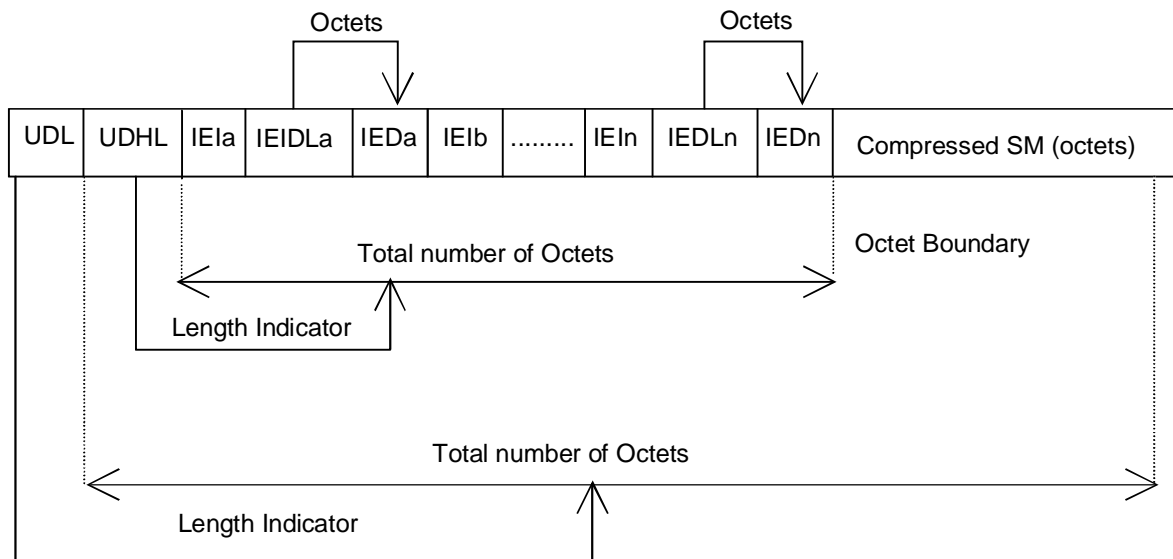 Octets
Octets
UDL UDHL IEIa IEIDLa IEDa IEIb ......... IEIn IEDLn IEDn Compressed SM (octets)
Octet Boundary
Total number of Octets
Length Indicator
Total number of Octets
Length Indicator